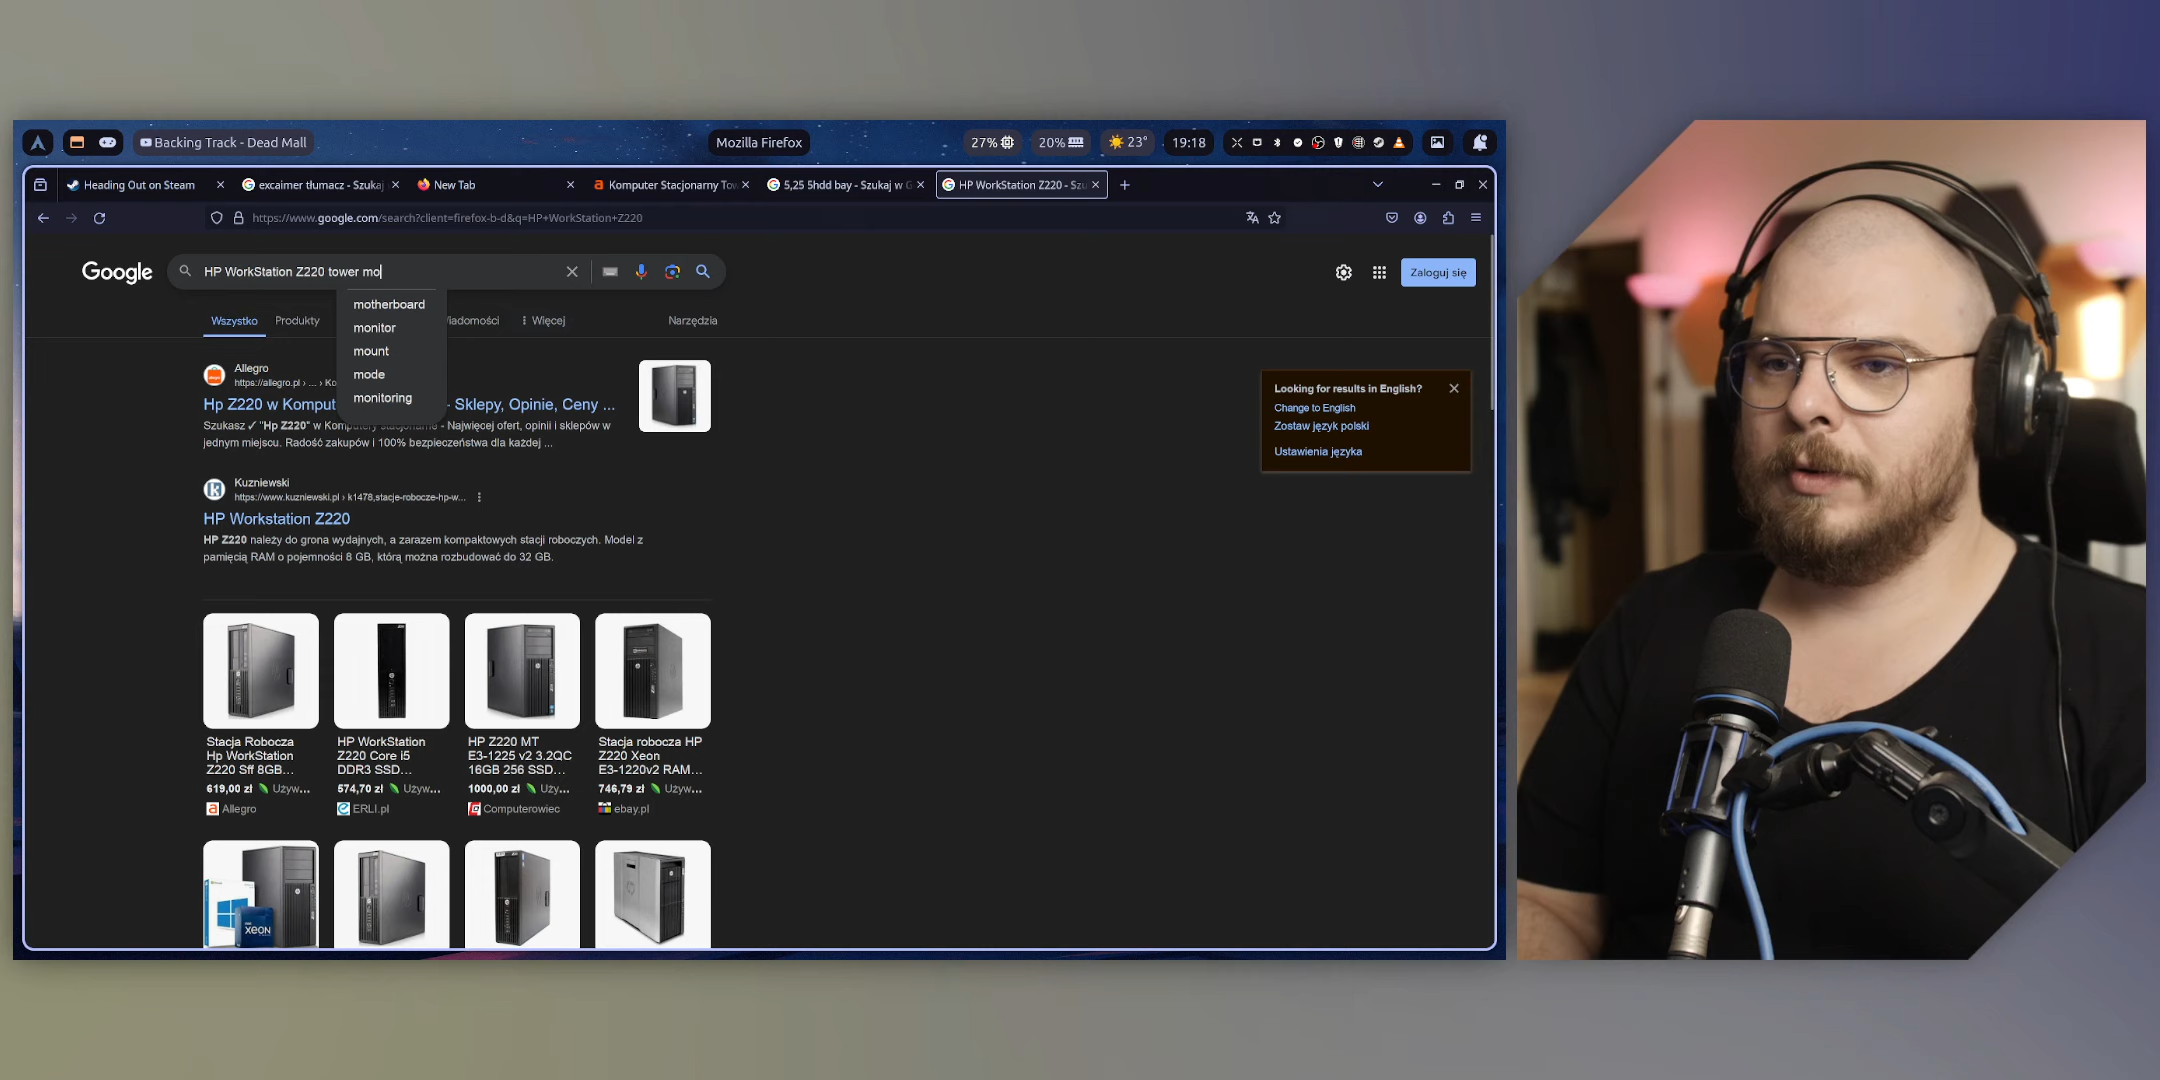 Backing Track - Dead Mall
Mozilla Firefox
27%
20%
23°
19:18
Heading Out on Steam
excaimer tłumacz - Szukaj
New Tab
Komputer Stacjonarny Tow
5,25 5hdd bay - Szukaj w G
HP WorkStation Z220 - Szu
https://www.google.com/search?client=firefox-b-d&q=HP+WorkStation+Z220
Google
HP WorkStation Z220 tower mo
Zaloguj się
motherboard
monitor
mount
mode
monitoring
Wszystko
Produkty
iadomości
Więcej
Narzędzia
Allegro
https://allegro.pl › ... › Ko
Hp Z220 w Komput - Sklepy, Opinie, Ceny ...
Szukasz ✓ "Hp Z220" w Komputery stacjonarne - Najwięcej ofert, opinii i sklepów w
jednym miejscu. Radość zakupów i 100% bezpieczeństwa dla każdej ...
Looking for results in English?
Change to English
Zostaw język polski
Ustawienia języka
Kuzniewski
https://www.kuzniewski.pl › k1478,stacje-robocze-hp-w...
HP Workstation Z220
HP Z220 należy do grona wydajnych, a zarazem kompaktowych stacji roboczych. Model z
pamięcią RAM o pojemności 8 GB, którą można rozbudować do 32 GB.
Stacja Robocza
Hp WorkStation
Z220 Sff 8GB...
619,00 zł Używ...
Allegro
HP WorkStation
Z220 Core i5
DDR3 SSD...
574,70 zł Używ...
ERLI.pl
HP Z220 MT
E3-1225 v2 3.2QC
16GB 256 SSD...
1000,00 zł Uży...
Computerowiec
Stacja robocza HP
Z220 Xeon
E3-1220v2 RAM...
746,79 zł Używ...
ebay.pl
XEON